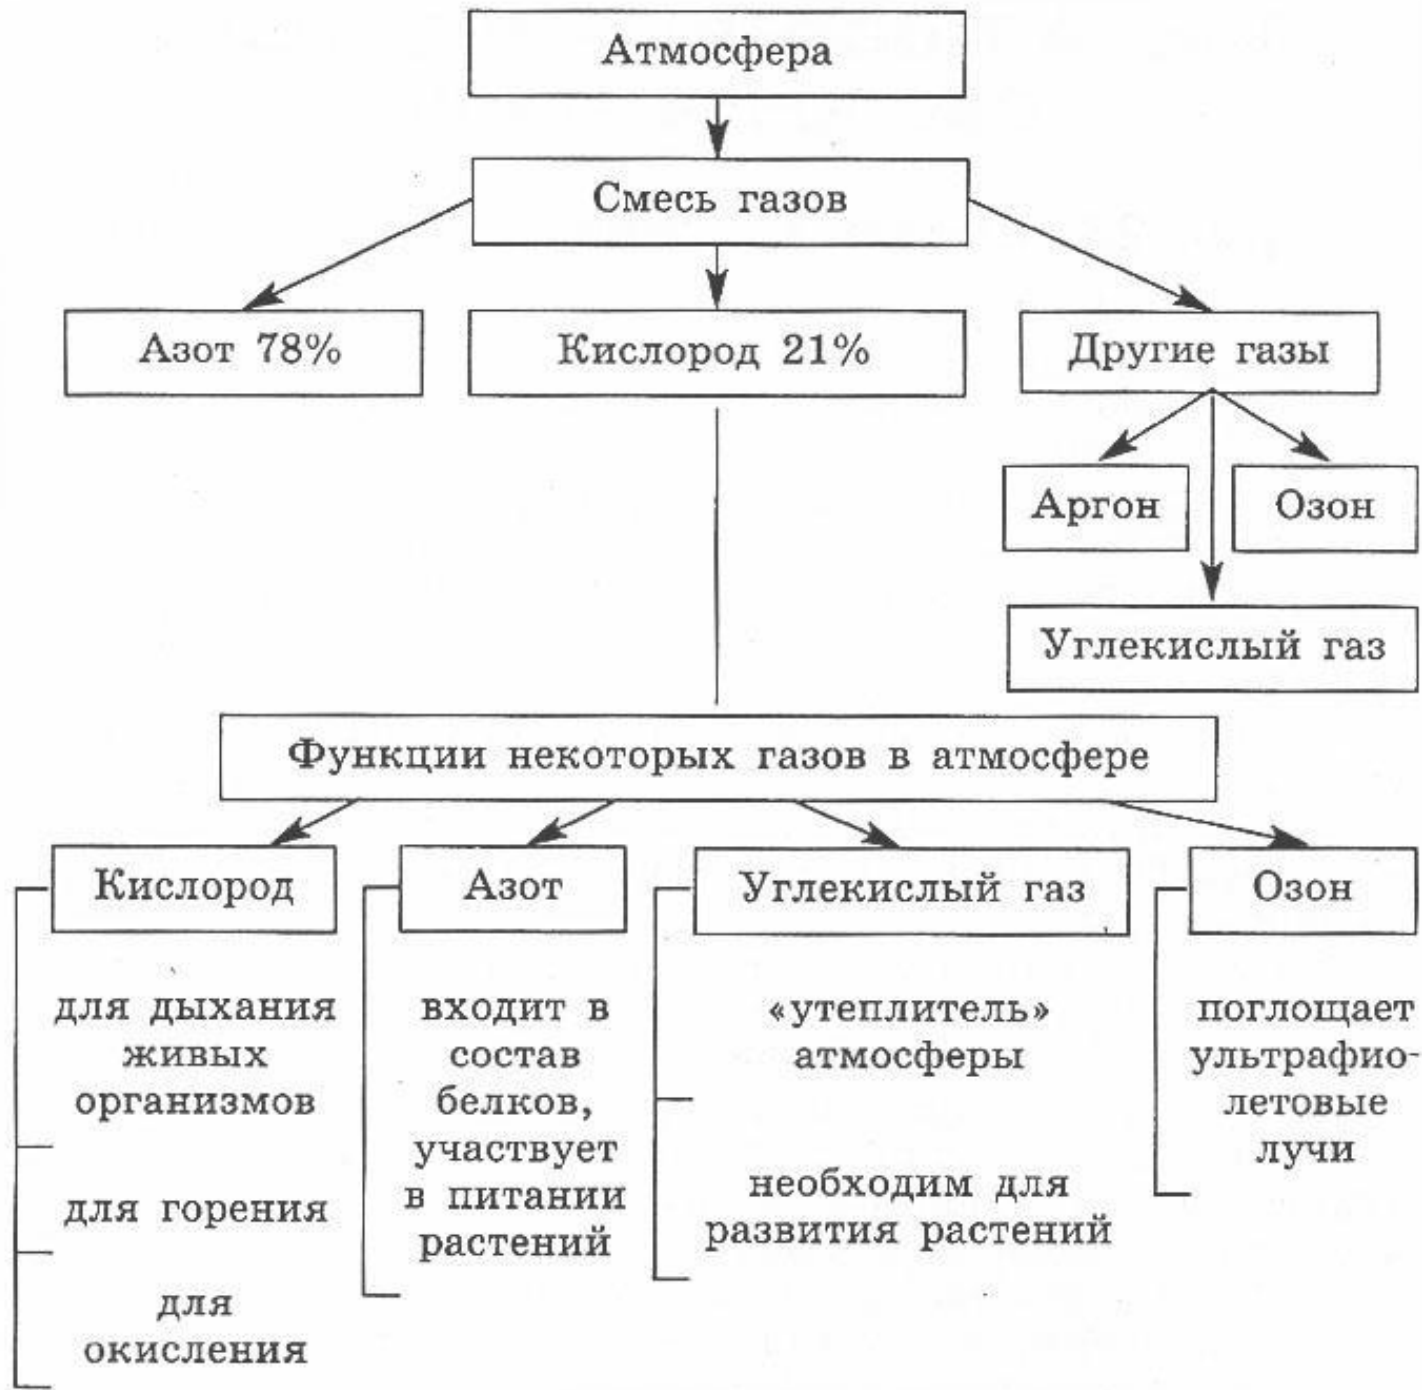 Атмосфера
Смесь газов
Азот 78%
Кислород 21%
Другие газы
Аргон
Озон
Углекислый газ
Функции некоторых газов в атмосфере
Кислород
для дыхания
живых
организмов
для горения
для
окисления
Азот
входит в
состав
белков,
участвует
в питании
растений
Углекислый газ
«утеплитель»
атмосферы
необходим для
развития растений
Озон
поглощает
ультрафио-
летовые
лучи